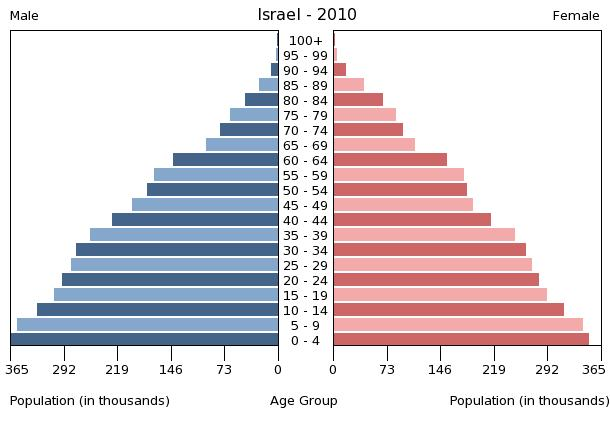 Male Israel - 2010 Female
100+
95 - 99
90 - 94
85 - 89
80 - 84
75 - 79
70 - 74
65 - 69
60 - 64
55 - 59
50 - 54
45 - 49
40 - 44
35 - 39
30 - 34
25 - 29
20 - 24
15 - 19
10 - 14
5 - 9
0 - 4
365 292 219 146 73 0 0 73 146 219 292 365
Population (in thousands) Age Group Population (in thousands)